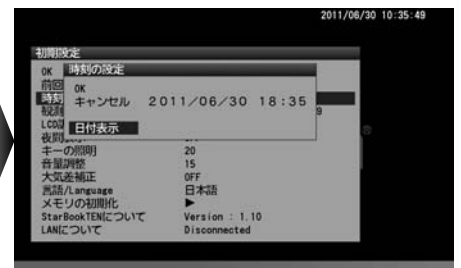 2011/06/30 10:35:49
初期設定
OK
時刻の設定
前回
OK
時刻
キャンセル 2011/06/30 18:35
観測
9
LCD
日付表示
夜間
キーの照明 20
音量調整 15
大気差補正 OFF
言語/Language 日本語
メモリの初期化 ▶
StarBookTENについて Version : 1.10
LANについて Disconnected